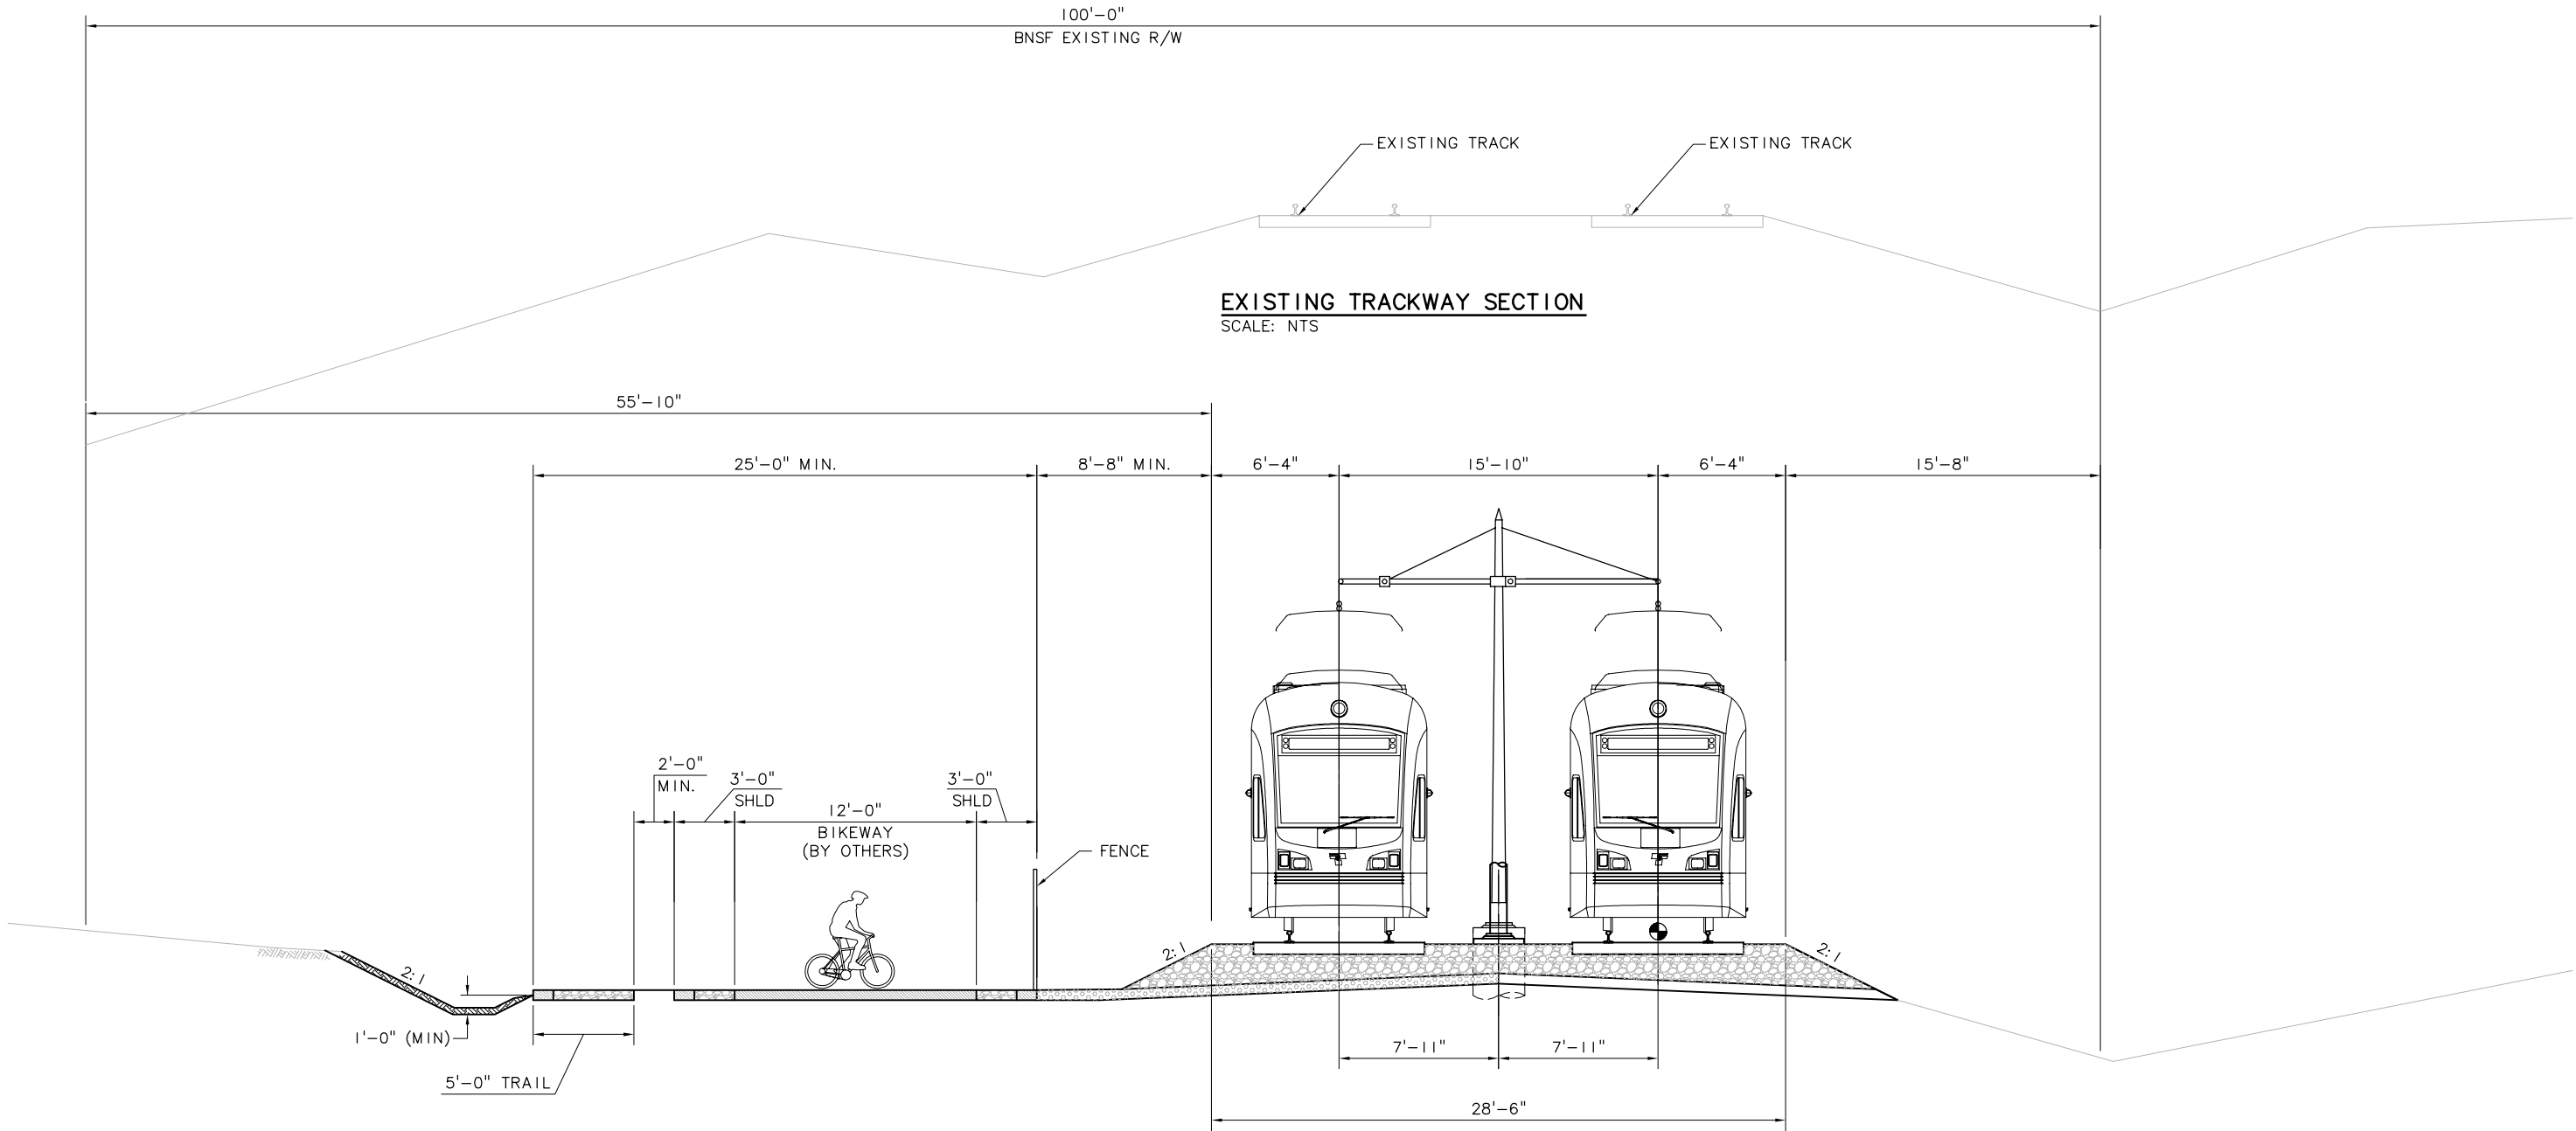 100'-0"
BNSF EXISTING R/W
EXISTING TRACK
EXISTING TRACK
EXISTING TRACKWAY SECTION
SCALE: NTS
55'-10"
25'-0" MIN.
8'-8" MIN.
6'-4"
15'-10"
6'-4"
15'-8"
2'-0"
MIN.
3'-0"
SHLD
12'-0"
BIKEWAY
(BY OTHERS)
3'-0"
SHLD
FENCE
2:1
2:1
2:1
1'-0" (MIN)
5'-0" TRAIL
7'-11"
7'-11"
28'-6"